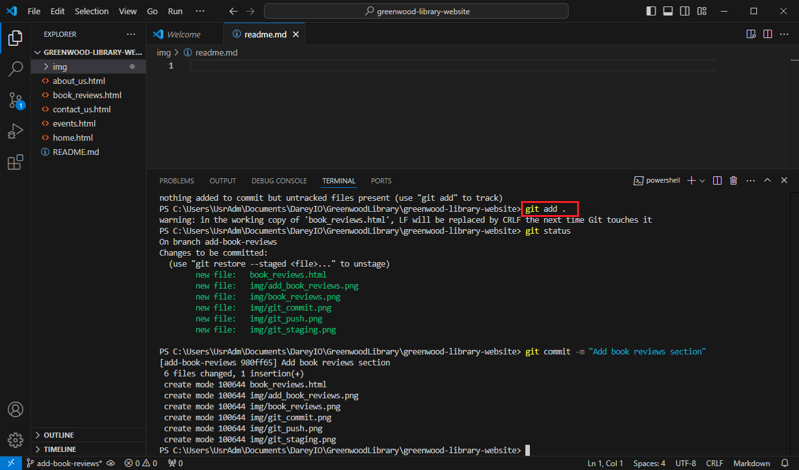 File Edit Selection View Go Run ··· greenwood-library-website
EXPLORER ···
GREENWOOD-LIBRARY-WE...
img
about_us.html
book_reviews.html
contact_us.html
events.html
home.html
README.md
OUTLINE
TIMELINE
1
Welcome readme.md
img > readme.md
1
PROBLEMS OUTPUT DEBUG CONSOLE TERMINAL PORTS powershell
nothing added to commit but untracked files present (use "git add" to track)
PS C:\Users\UsrAdm\Documents\DareyIO\GreenwoodLibrary\greenwood-library-website> git add .
warning: in the working copy of 'book_reviews.html', LF will be replaced by CRLF the next time Git touches it
PS C:\Users\UsrAdm\Documents\DareyIO\GreenwoodLibrary\greenwood-library-website> git status
On branch add-book-reviews
Changes to be committed:
(use "git restore --staged <file>..." to unstage)
new file: book_reviews.html
new file: img/add_book_reviews.png
new file: img/book_reviews.png
new file: img/git_commit.png
new file: img/git_push.png
new file: img/git_staging.png
PS C:\Users\UsrAdm\Documents\DareyIO\GreenwoodLibrary\greenwood-library-website> git commit -m "Add book reviews section"
[add-book-reviews 980ff65] Add book reviews section
6 files changed, 1 insertion(+)
create mode 100644 book_reviews.html
create mode 100644 img/add_book_reviews.png
create mode 100644 img/book_reviews.png
create mode 100644 img/git_commit.png
create mode 100644 img/git_push.png
create mode 100644 img/git_staging.png
PS C:\Users\UsrAdm\Documents\DareyIO\GreenwoodLibrary\greenwood-library-website>
add-book-reviews* 0 0 0 Ln 1, Col 1 Spaces: 4 UTF-8 CRLF Markdown